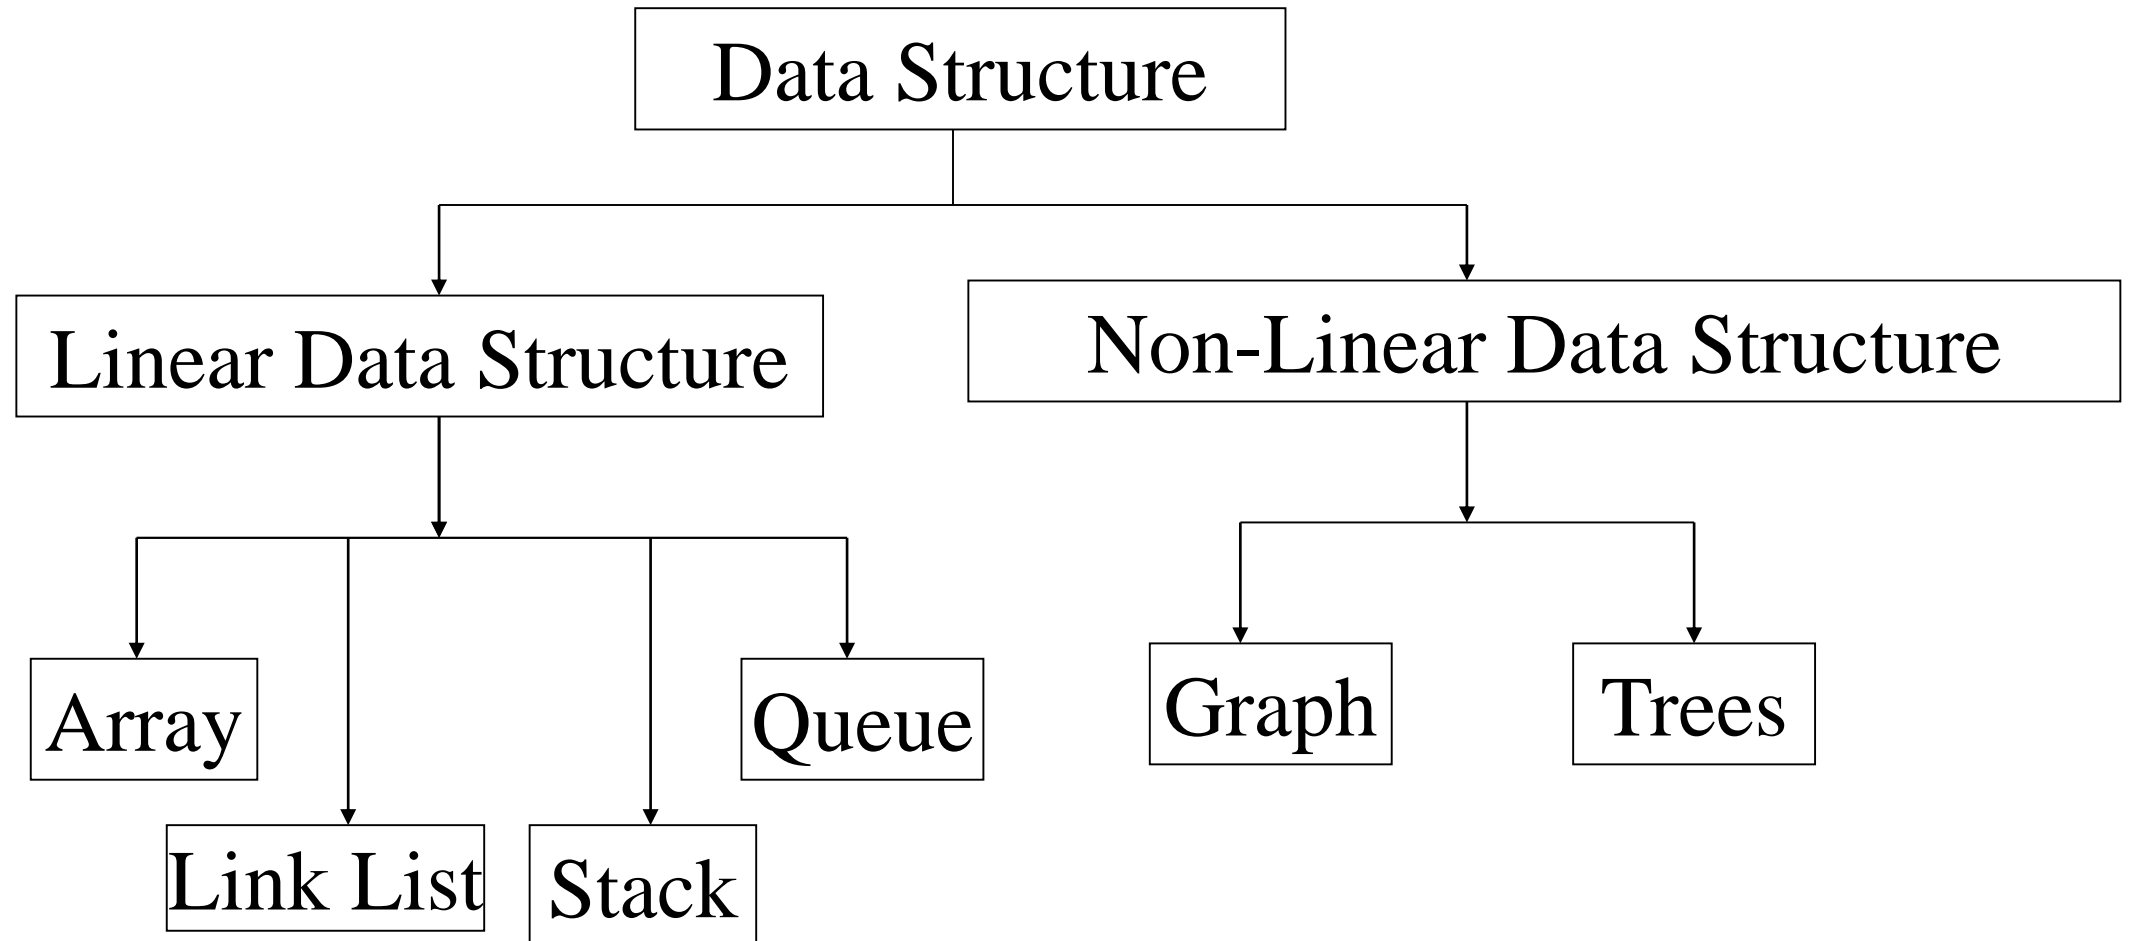 Data Structure
Linear Data Structure
Non-Linear Data Structure
Array
Queue
Graph
Trees
Link List
Stack